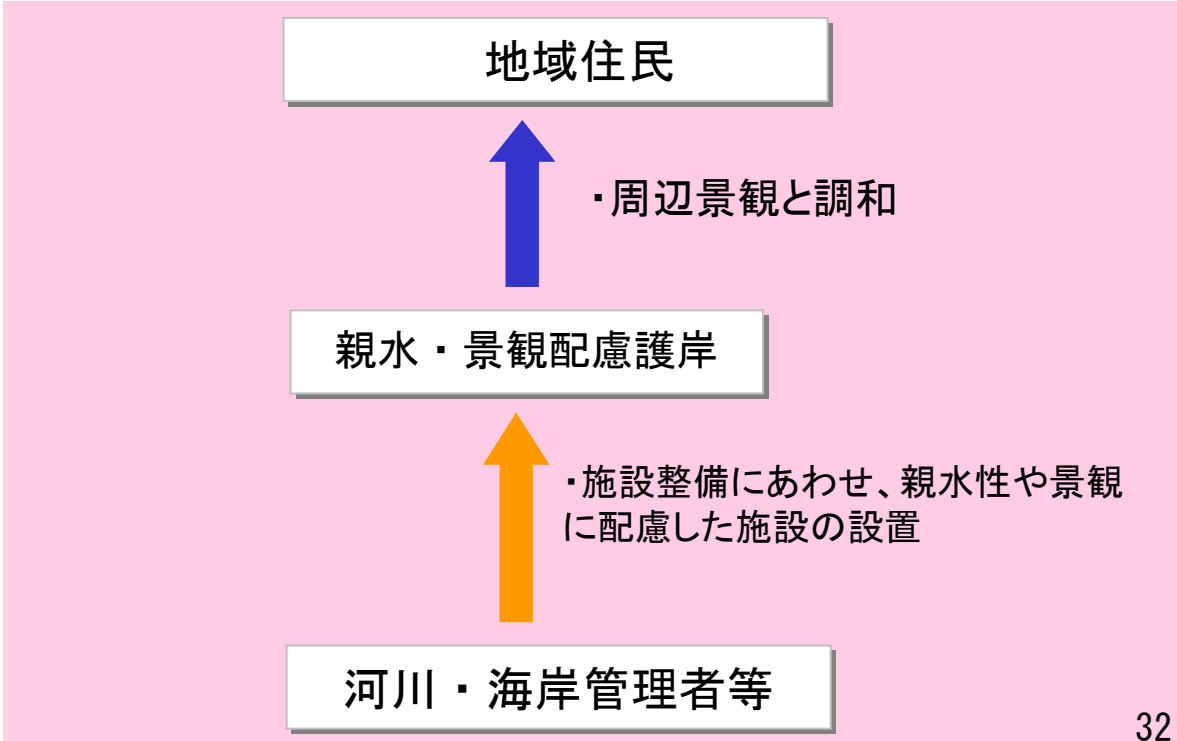 地域住民
・周辺景観と調和
親水・景観配慮護岸
・施設整備にあわせ、親水性や景観
に配慮した施設の設置
河川・海岸管理者等
32